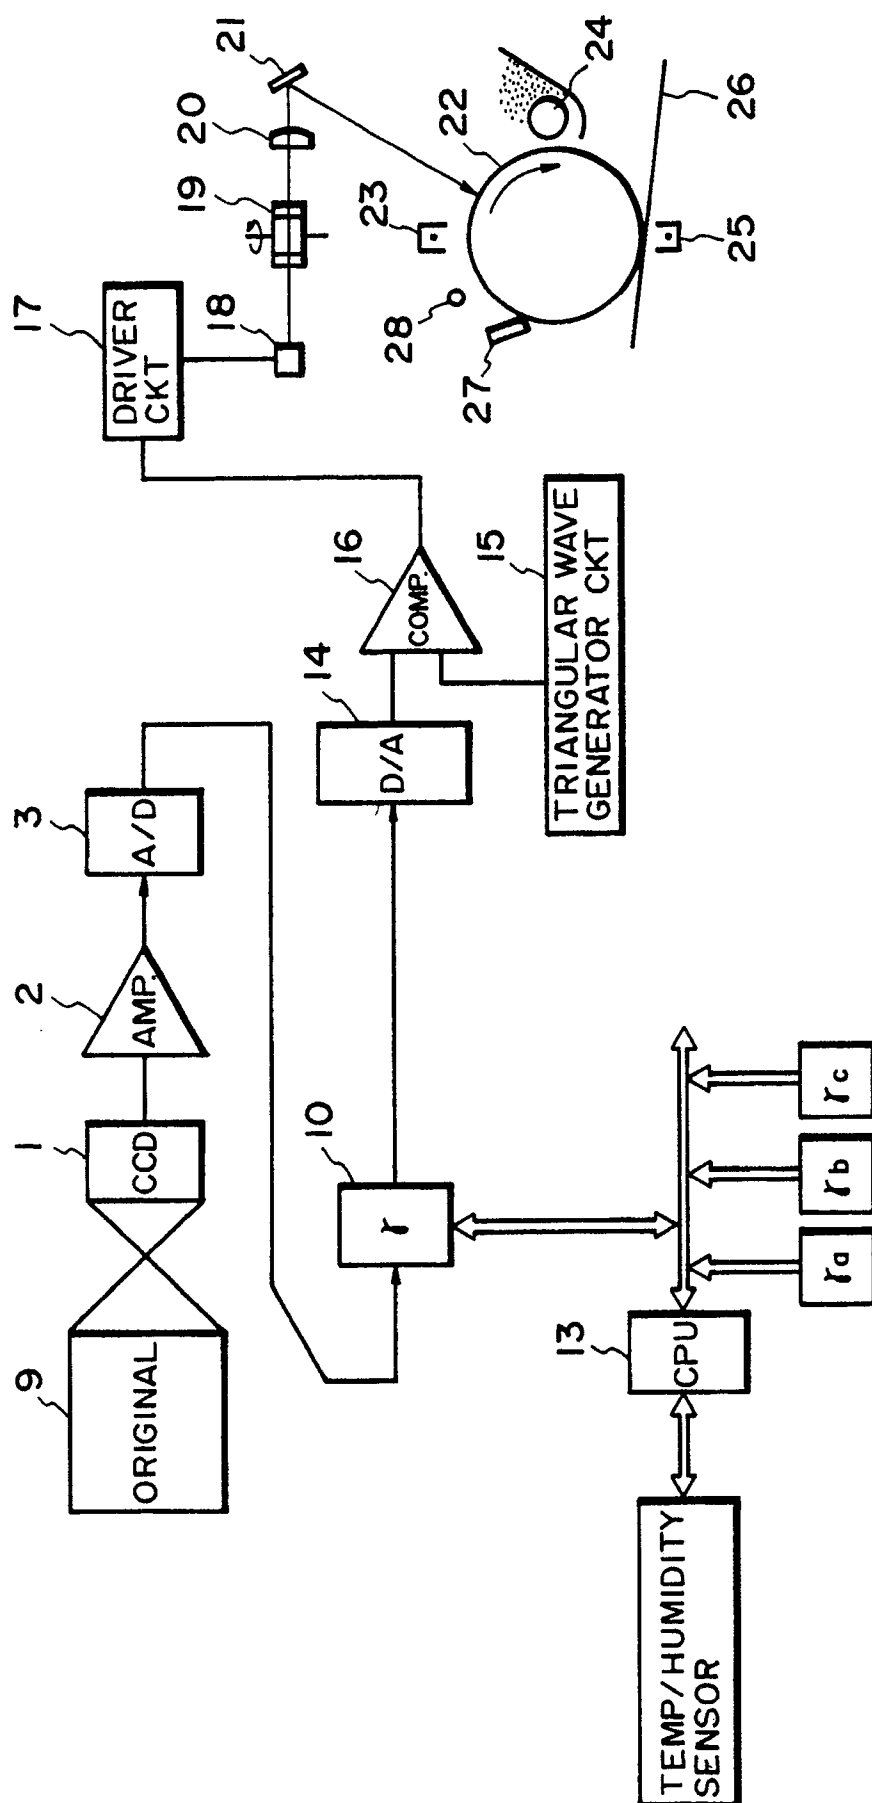 9
ORIGINAL
1
CCD
2
AMP.
3
A/D
10
γ
14
D/A
16
COMP.
15
TRIANGULAR WAVE
GENERATOR CKT
17
DRIVER
CKT
18
19
20
21
22
23
24
25
26
27
28
TEMP/HUMIDITY
SENSOR
13
CPU
γa
γb
γc